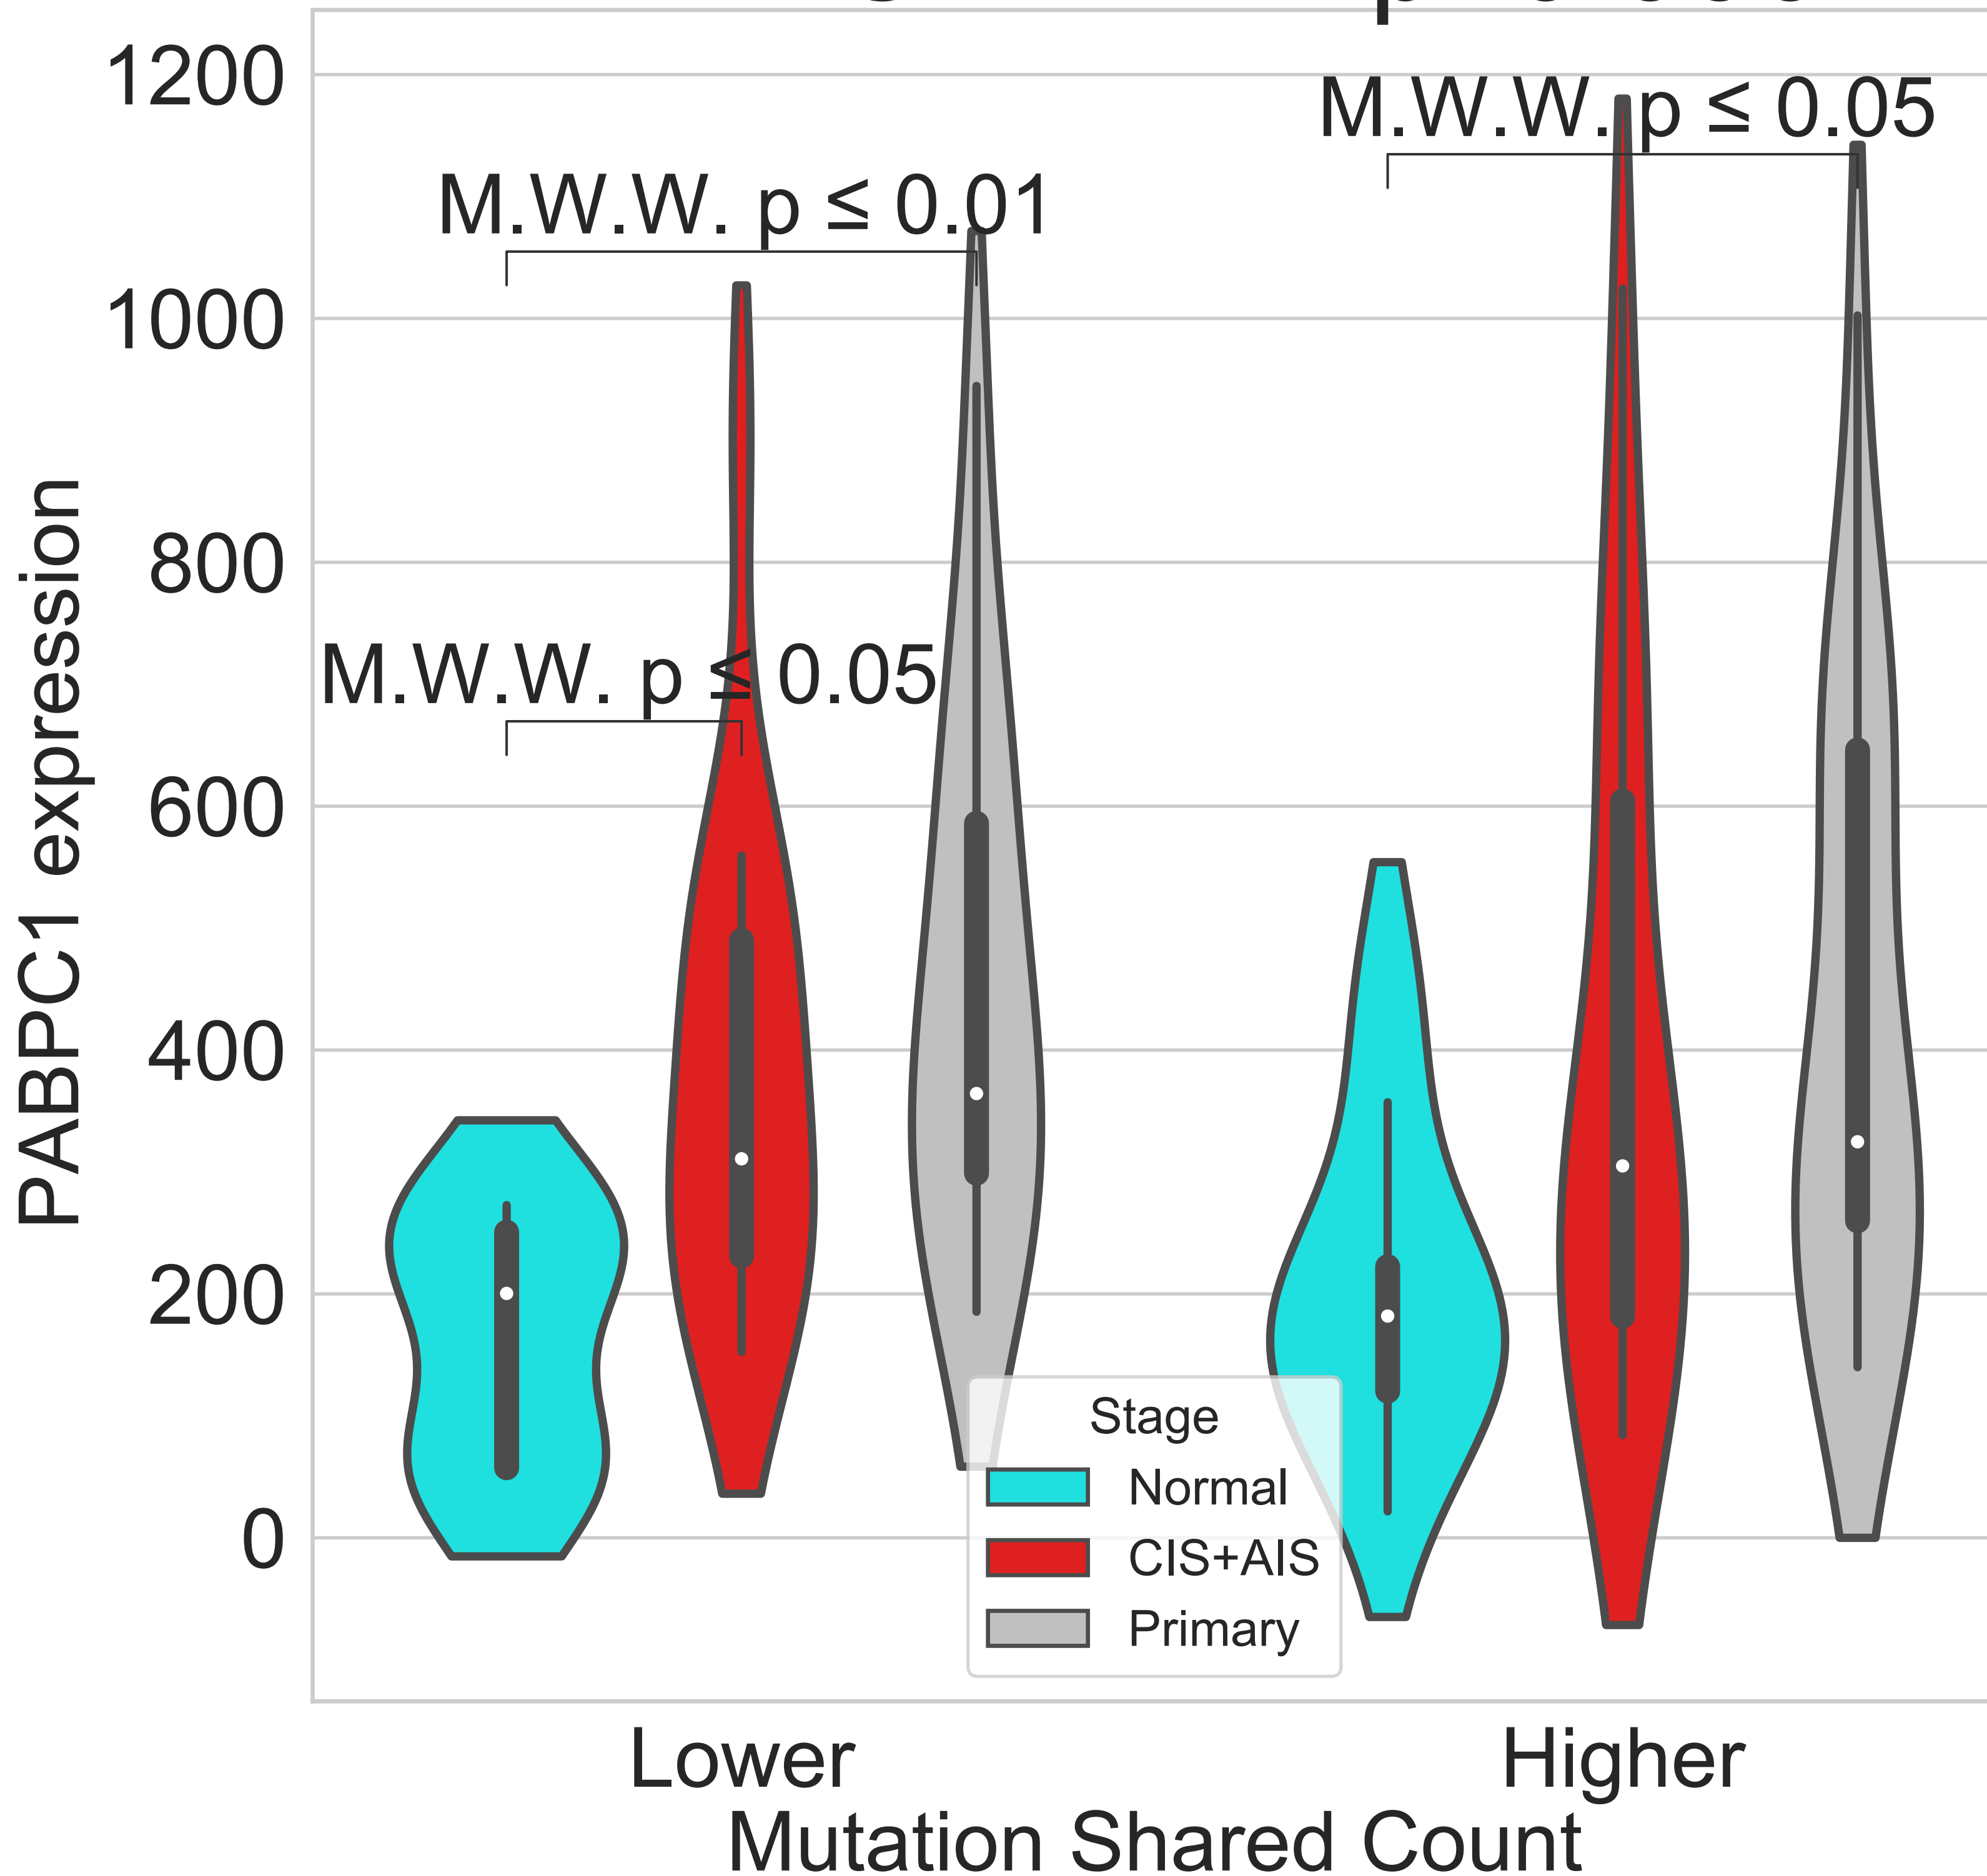 1200
1000
800
600
400
200
0
PABPC1 expression
M.W.W. p ≤ 0.05
M.W.W. p ≤ 0.01
M.W.W. p ≤ 0.05
Stage
Normal
CIS+AIS
Primary
Lower
Higher
Mutation Shared Count